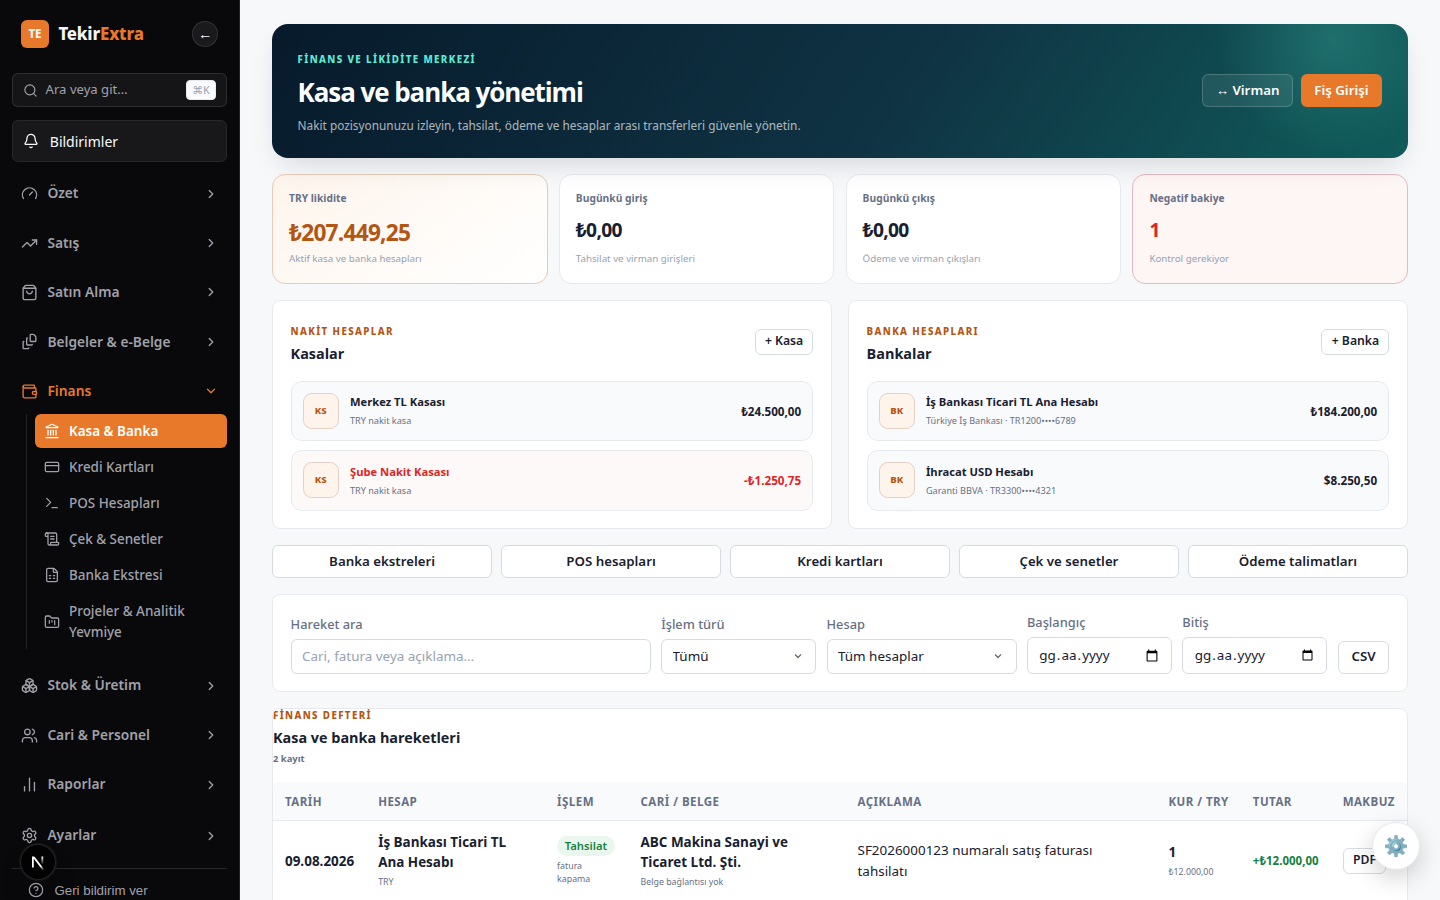 TE TekirExtra ←
Ara veya git... ⌘K
Bildirimler
Özet
Satış
Satın Alma
Belgeler & e-Belge
Finans
Kasa & Banka
Kredi Kartları
POS Hesapları
Çek & Senetler
Banka Ekstresi
Projeler & Analitik
Yevmiye
Stok & Üretim
Cari & Personel
Raporlar
Ayarlar
N
Geri bildirim ver
FİNANS VE LİKİDİTE MERKEZİ
Kasa ve banka yönetimi
Nakit pozisyonunuzu izleyin, tahsilat, ödeme ve hesaplar arası transferleri güvenle yönetin.
↔ Virman
Fiş Girişi
TRY likidite
₺207.449,25
Aktif kasa ve banka hesapları
Bugünkü giriş
₺0,00
Tahsilat ve virman girişleri
Bugünkü çıkış
₺0,00
Ödeme ve virman çıkışları
Negatif bakiye
1
Kontrol gerekiyor
NAKİT HESAPLAR
Kasalar
+ Kasa
KS
Merkez TL Kasası
TRY nakit kasa
₺24.500,00
KS
Şube Nakit Kasası
TRY nakit kasa
-₺1.250,75
BANKA HESAPLARI
Bankalar
+ Banka
BK
İş Bankası Ticari TL Ana Hesabı
Türkiye İş Bankası · TR1200••••6789
₺184.200,00
BK
İhracat USD Hesabı
Garanti BBVA · TR3300••••4321
$8.250,50
Banka ekstreleri
POS hesapları
Kredi kartları
Çek ve senetler
Ödeme talimatları
Hareket ara
Cari, fatura veya açıklama...
İşlem türü
Tümü
Hesap
Tüm hesaplar
Başlangıç
gg.aa.yyyy
Bitiş
gg.aa.yyyy
CSV
FİNANS DEFTERİ
Kasa ve banka hareketleri
2 kayıt
TARİH HESAP İŞLEM CARİ / BELGE AÇIKLAMA KUR / TRY TUTAR MAKBUZ
09.08.2026
İş Bankası Ticari TL
Ana Hesabı
TRY
Tahsilat
fatura
kapama
ABC Makina Sanayi ve
Ticaret Ltd. Şti.
Belge bağlantısı yok
SF2026000123 numaralı satış faturası
tahsilatı
1
₺12.000,00
+₺12.000,00
PDF